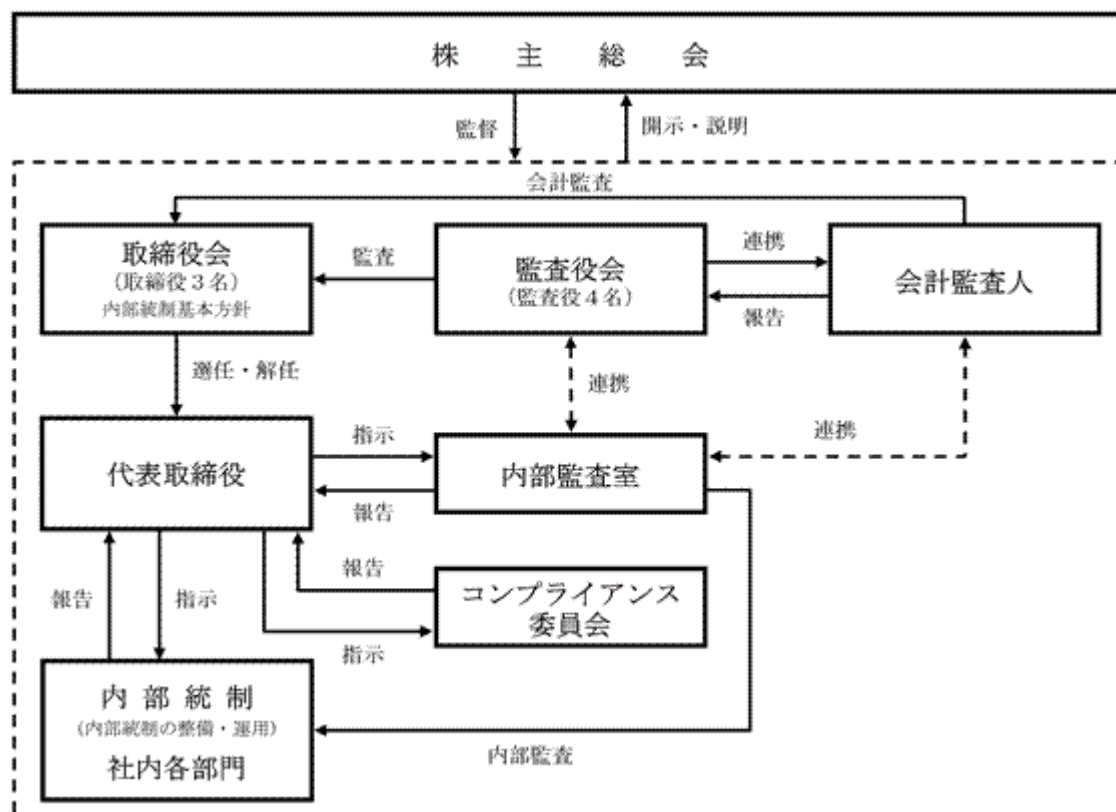 株主総会
監督
開示・説明
会計監査
取締役会
(取締役3名)
内部統制基本方針
監査
監査役会
(監査役4名)
連携
報告
会計監査人
選任・解任
連携
連携
代表取締役
指示
報告
内部監査室
報告
指示
報告
指示
コンプライアンス
委員会
内部統制
(内部統制の整備・運用)
社内各部門
内部監査